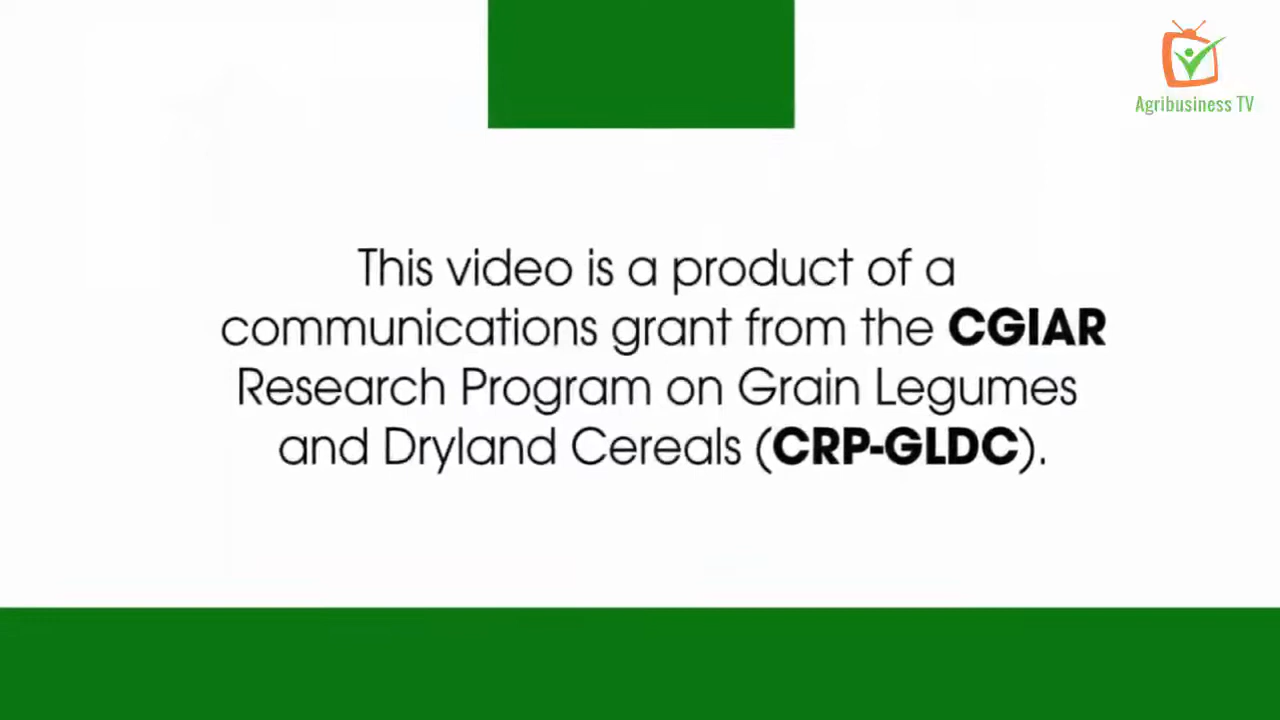 Agribusiness TV
This video is a product of a
communications grant from the CGIAR
Research Program on Grain Legumes
and Dryland Cereals (CRP-GLDC).